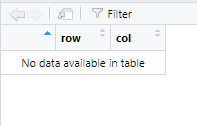 Filter
row col
No data available in table